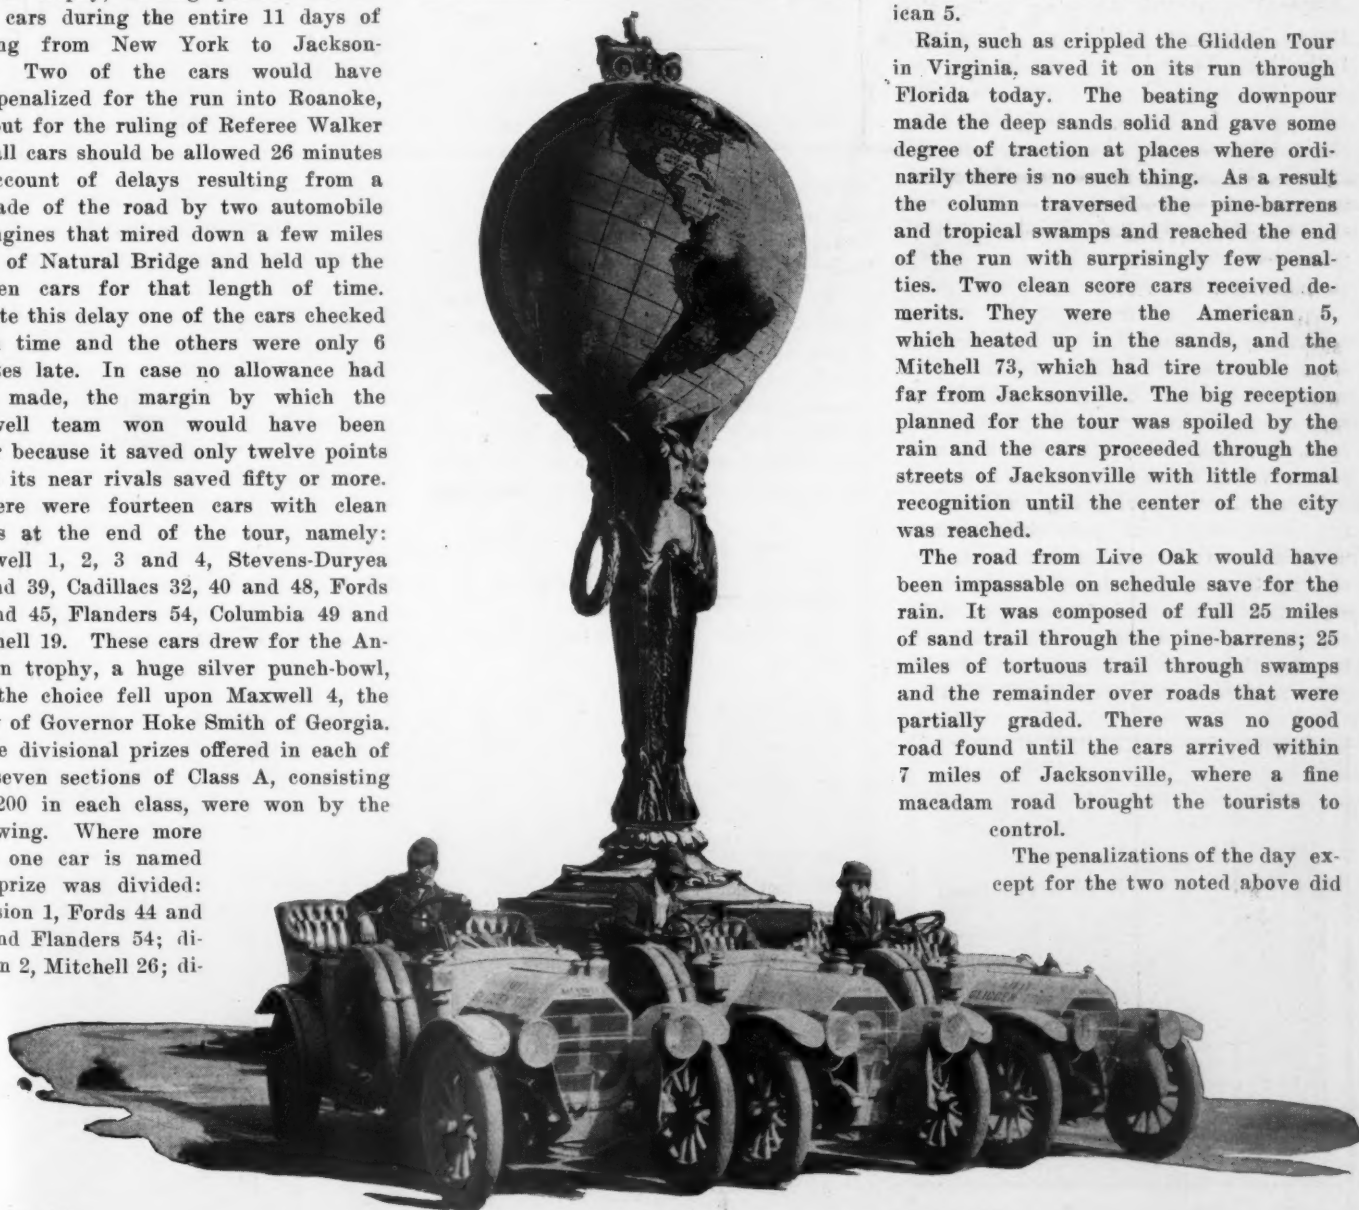 cars during the entire 11 days of
ng from New York to Jackson-
Two of the cars would have
penalized for the run into Roanoke,
out for the ruling of Referee Walker
all cars should be allowed 26 minutes
ccount of delays resulting from a
ade of the road by two automobile
ngines that mired down a few miles
of Natural Bridge and held up the
en cars for that length of time.
te this delay one of the cars checked
time and the others were only 6
es late. In case no allowance had
made, the margin by which the
vell team won would have been
r because it saved only twelve points
its near rivals saved fifty or more.
ere were fourteen cars with clean
s at the end of the tour, namely:
well 1, 2, 3 and 4, Stevens-Duryea
nd 39, Cadillacs 32, 40 and 48, Fords
nd 45, Flanders 54, Columbia 49 and
hell 19. These cars drew for the An-
n trophy, a huge silver punch-bowl,
the choice fell upon Maxwell 4, the
of Governor Hoke Smith of Georgia.
e divisional prizes offered in each of
seven sections of Class A, consisting
200 in each class, were won by the
wing. Where more
one car is named
prize was divided:
sion 1, Fords 44 and
nd Flanders 54; di-
n 2, Mitchell 26; di-
ican 5.
Rain, such as crippled the Glidden Tour
in Virginia, saved it on its run through
Florida today. The beating downpour
made the deep sands solid and gave some
degree of traction at places where ordi-
narily there is no such thing. As a result
the column traversed the pine-barrens
and tropical swamps and reached the end
of the run with surprisingly few penal-
ties. Two clean score cars received de-
merits. They were the American 5,
which heated up in the sands, and the
Mitchell 73, which had tire trouble not
far from Jacksonville. The big reception
planned for the tour was spoiled by the
rain and the cars proceeded through the
streets of Jacksonville with little formal
recognition until the center of the city
was reached.
The road from Live Oak would have
been impassable on schedule save for the
rain. It was composed of full 25 miles
of sand trail through the pine-barrens; 25
miles of tortuous trail through swamps
and the remainder over roads that were
partially graded. There was no good
road found until the cars arrived within
7 miles of Jacksonville, where a fine
macadam road brought the tourists to
control.
The penalizations of the day ex-
cept for the two noted above did
GLIDDEN